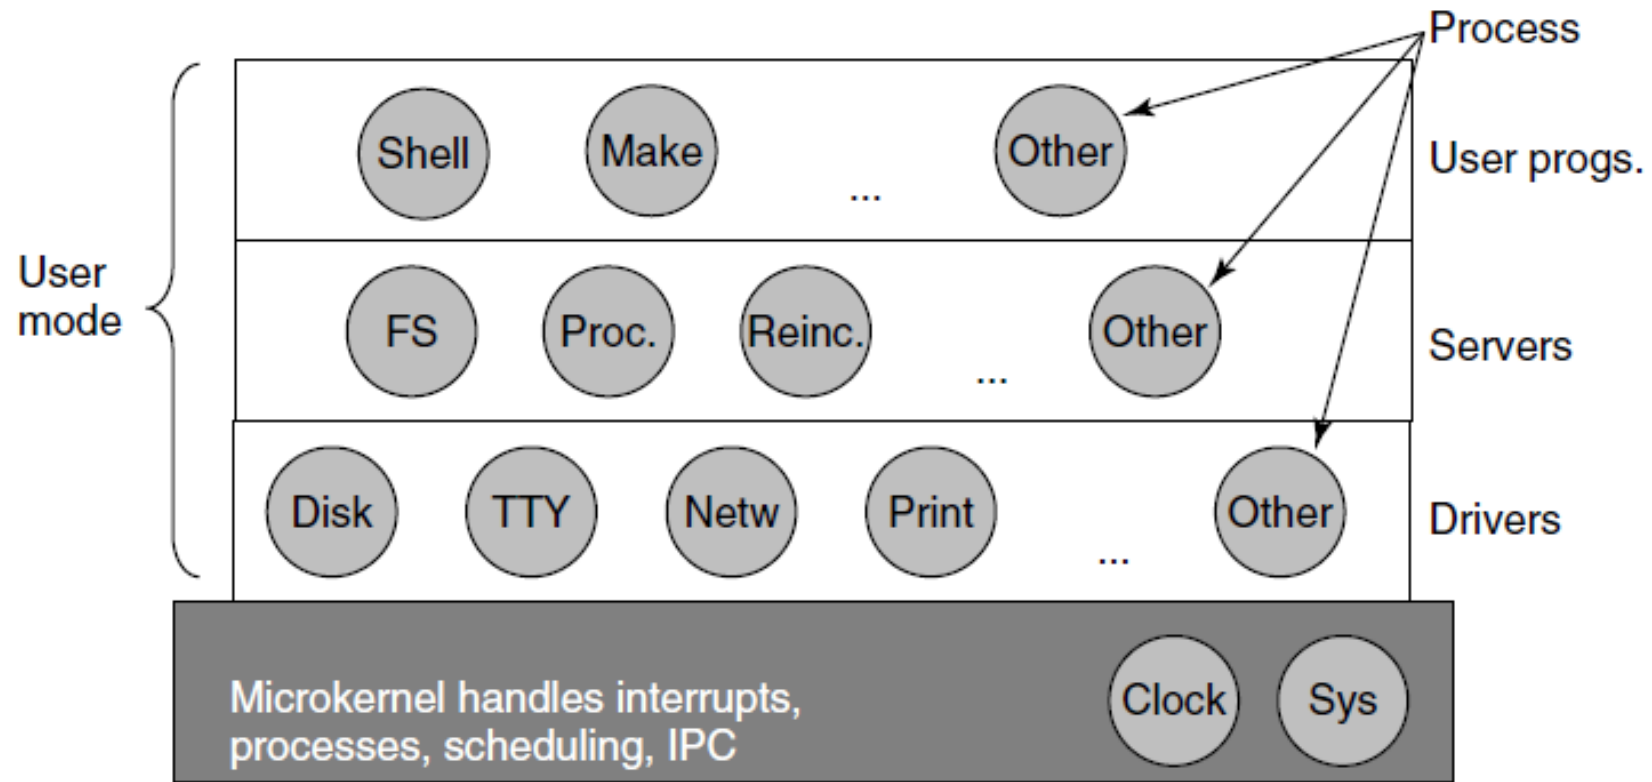 Process
Shell
Make
...
Other
User progs.
User
mode
FS
Proc.
Reinc.
...
Other
Servers
Disk
TTY
Netw
Print
...
Other
Drivers
Microkernel handles interrupts,
processes, scheduling, IPC
Clock
Sys